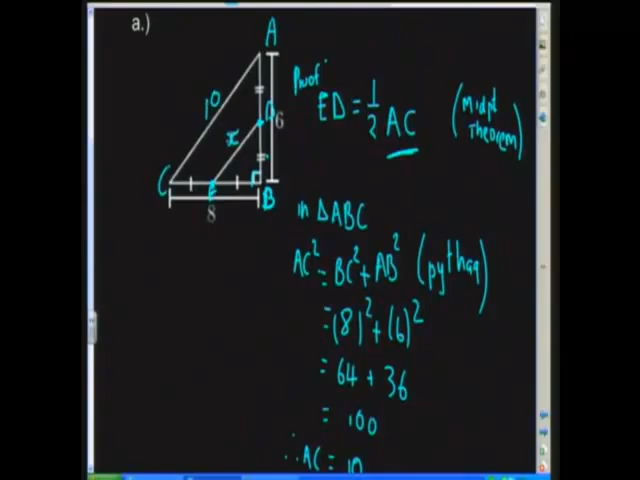 a.)
A
10
D
6
x
C
E
B
8
Proof
ED = 1/2 AC (Midpt Theorem)
in ΔABC
AC² = BC² + AB² (pythag)
= (8)² + (6)²
= 64 + 36
= 100
∴ AC = 10